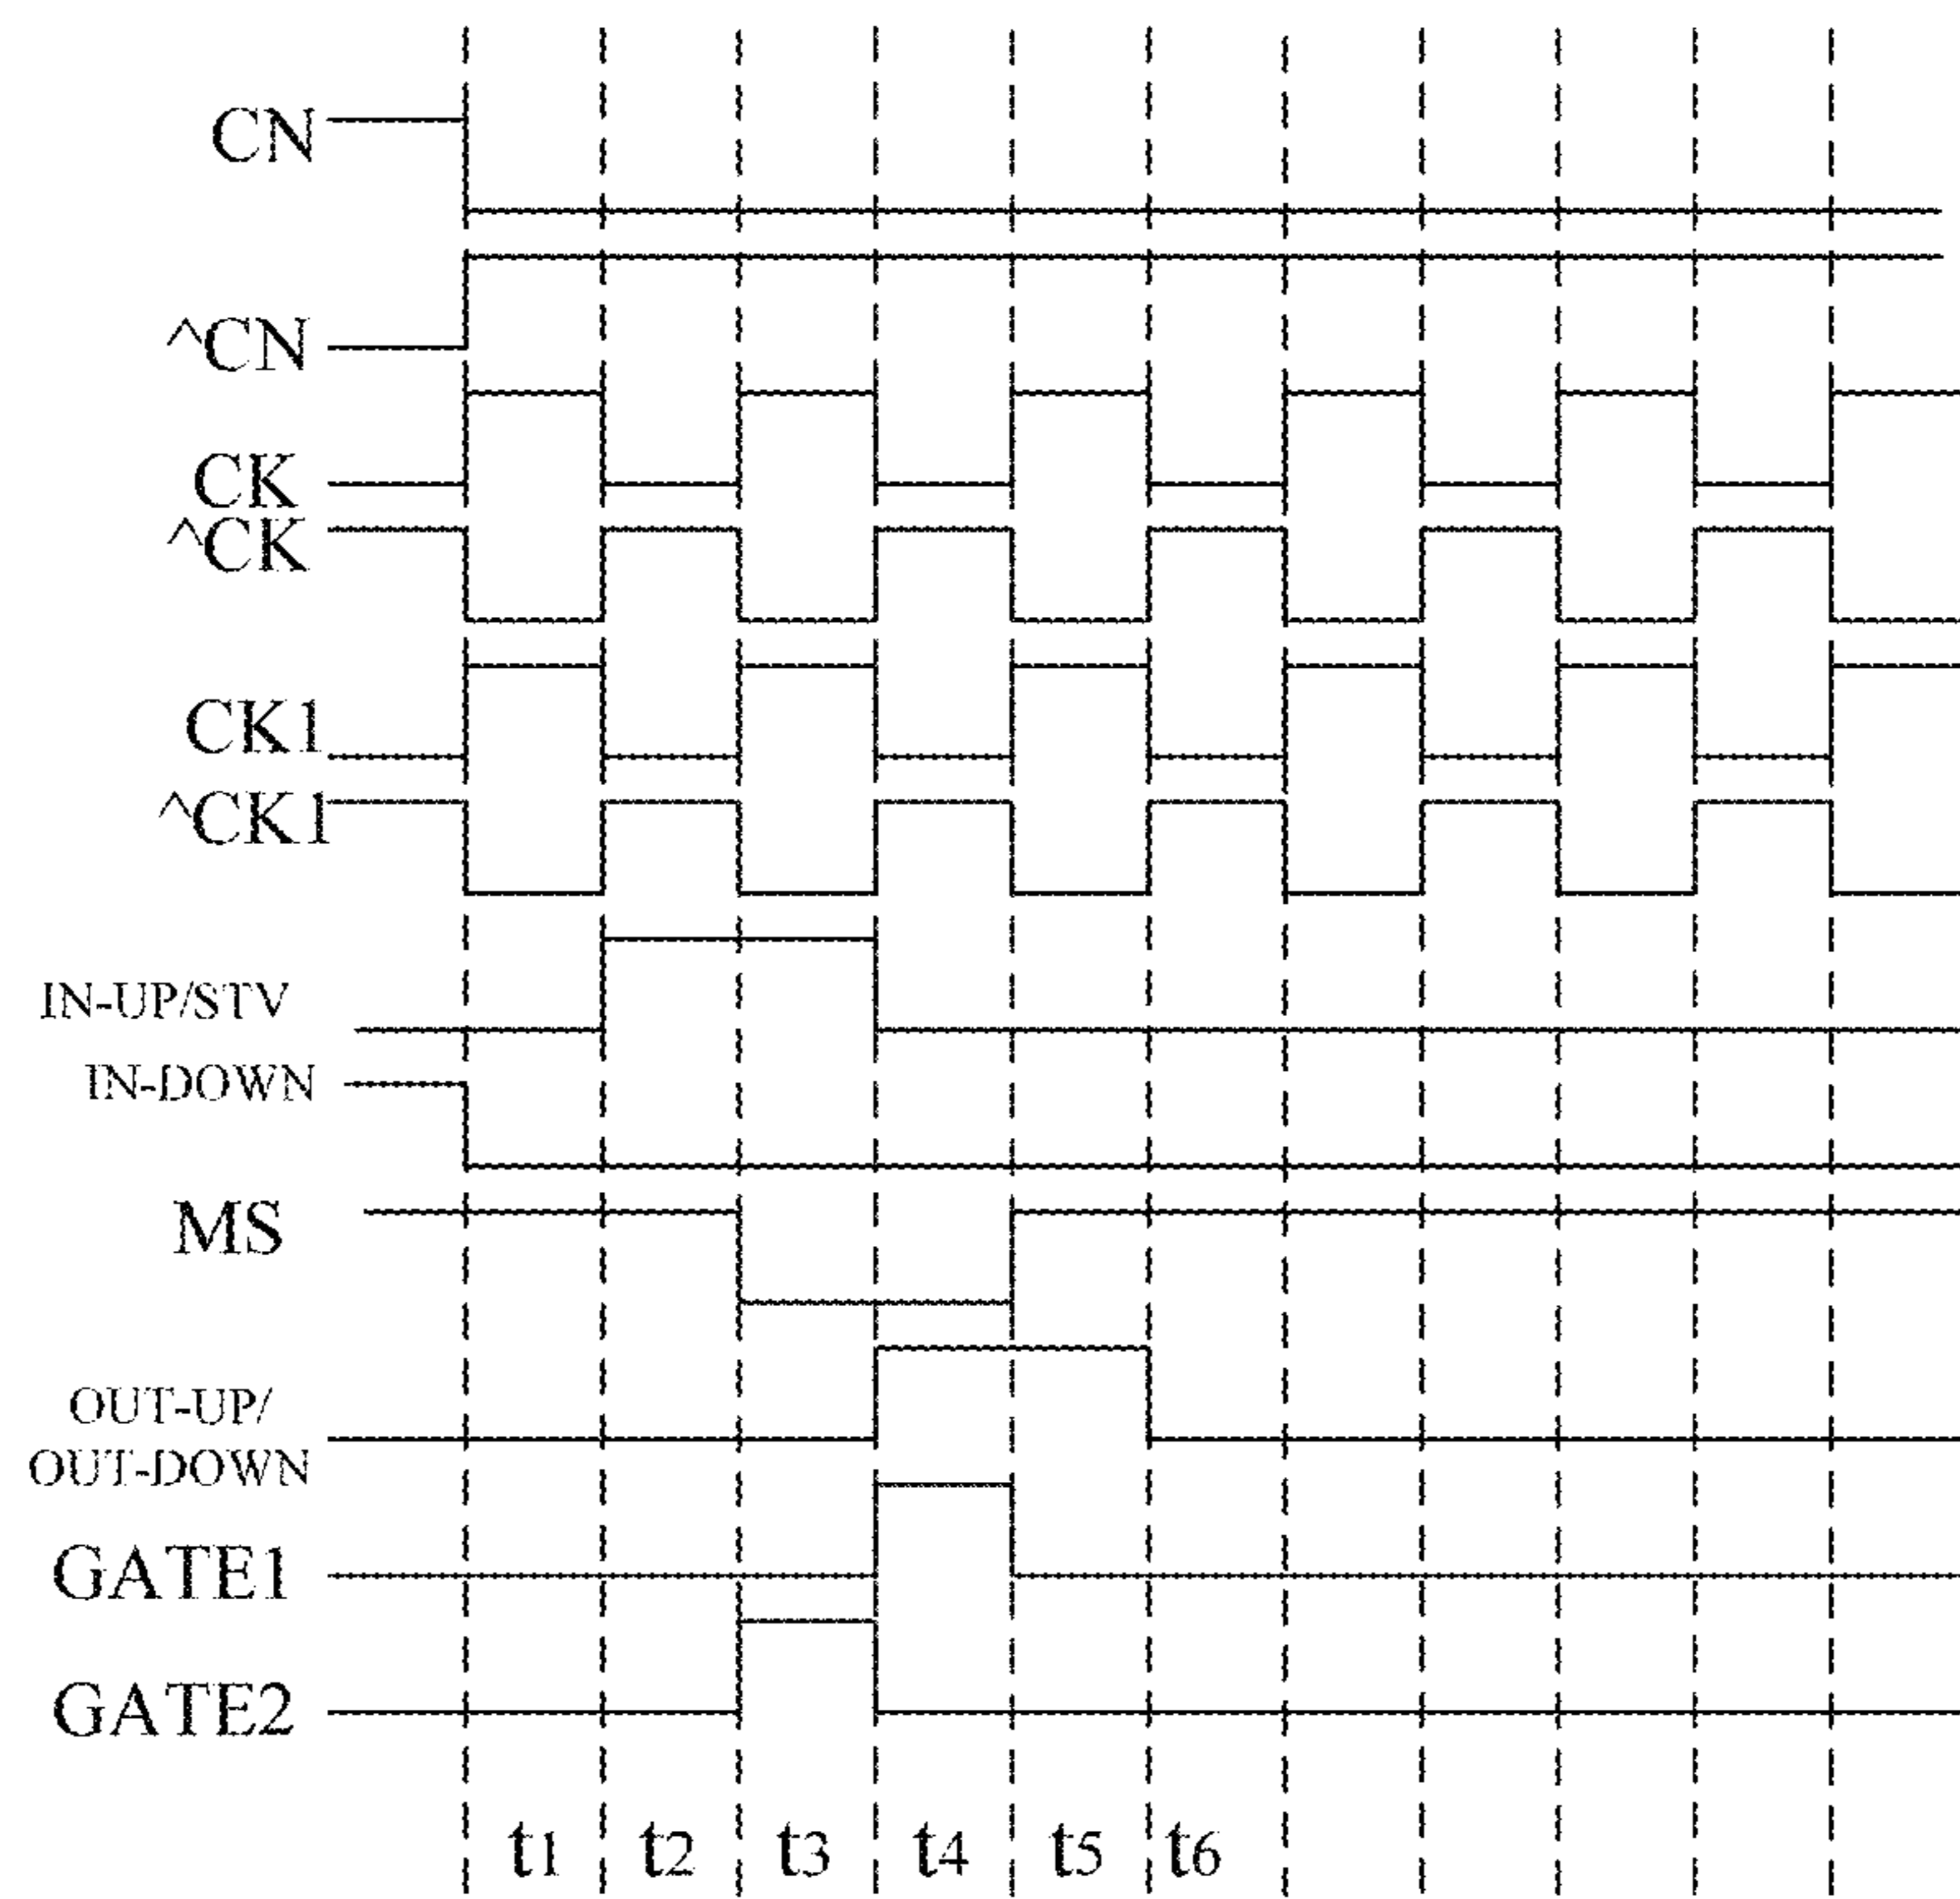 CN
^CN
CK
^CK
CK1
^CK1
IN-UP/STV
IN-DOWN
MS
OUT-UP/
OUT-DOWN
GATE1
GATE2
t1 t2 t3 t4 t5 t6